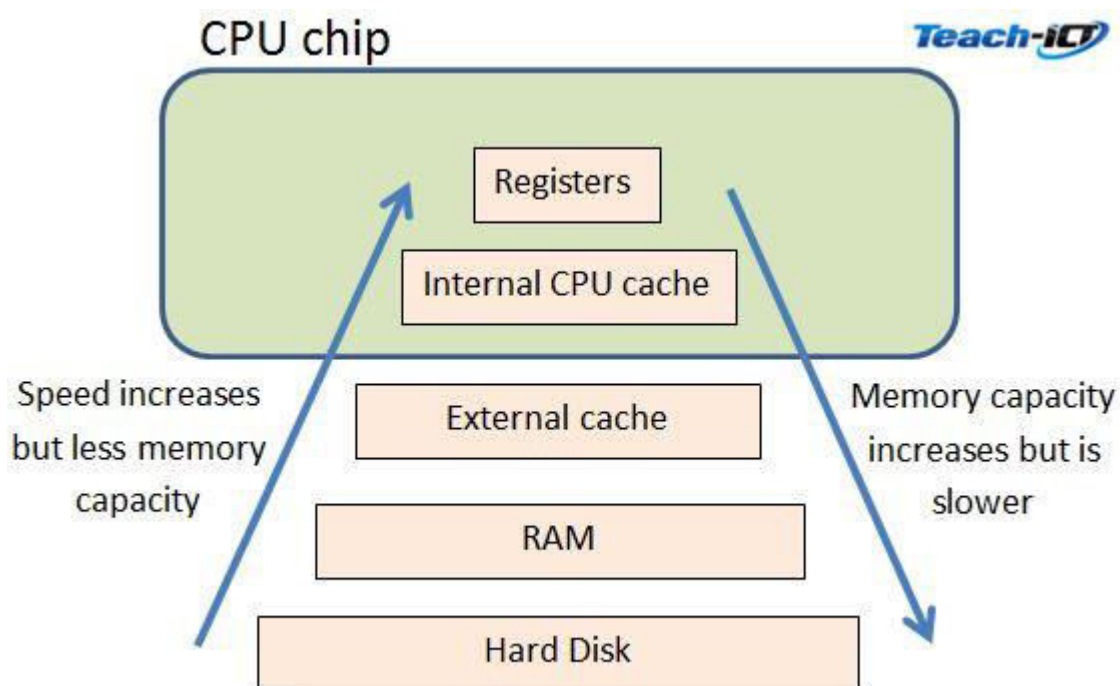 CPU chip
Teach-iCT
Registers
Internal CPU cache
Speed increases
but less memory
capacity
External cache
Memory capacity
increases but is
slower
RAM
Hard Disk